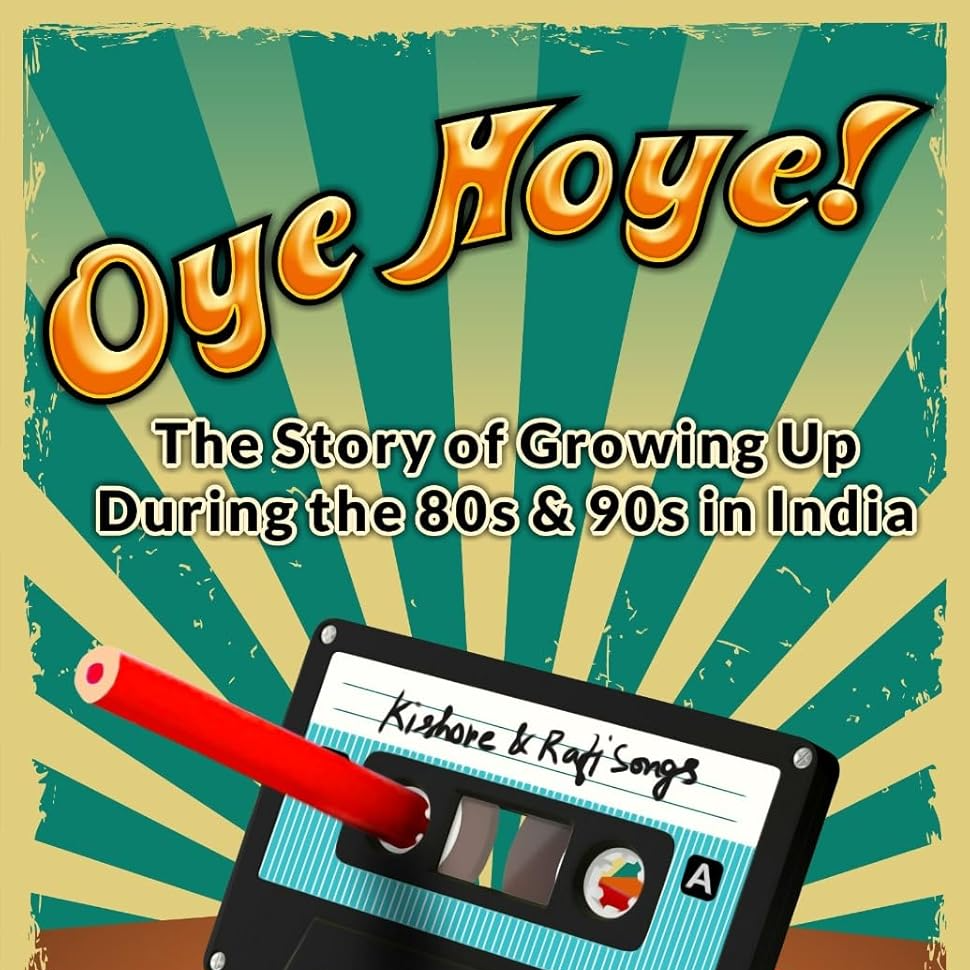 Oye Hoye!
The Story of Growing Up
During the 80s & 90s in India
Kishore & Rafi Songs
A